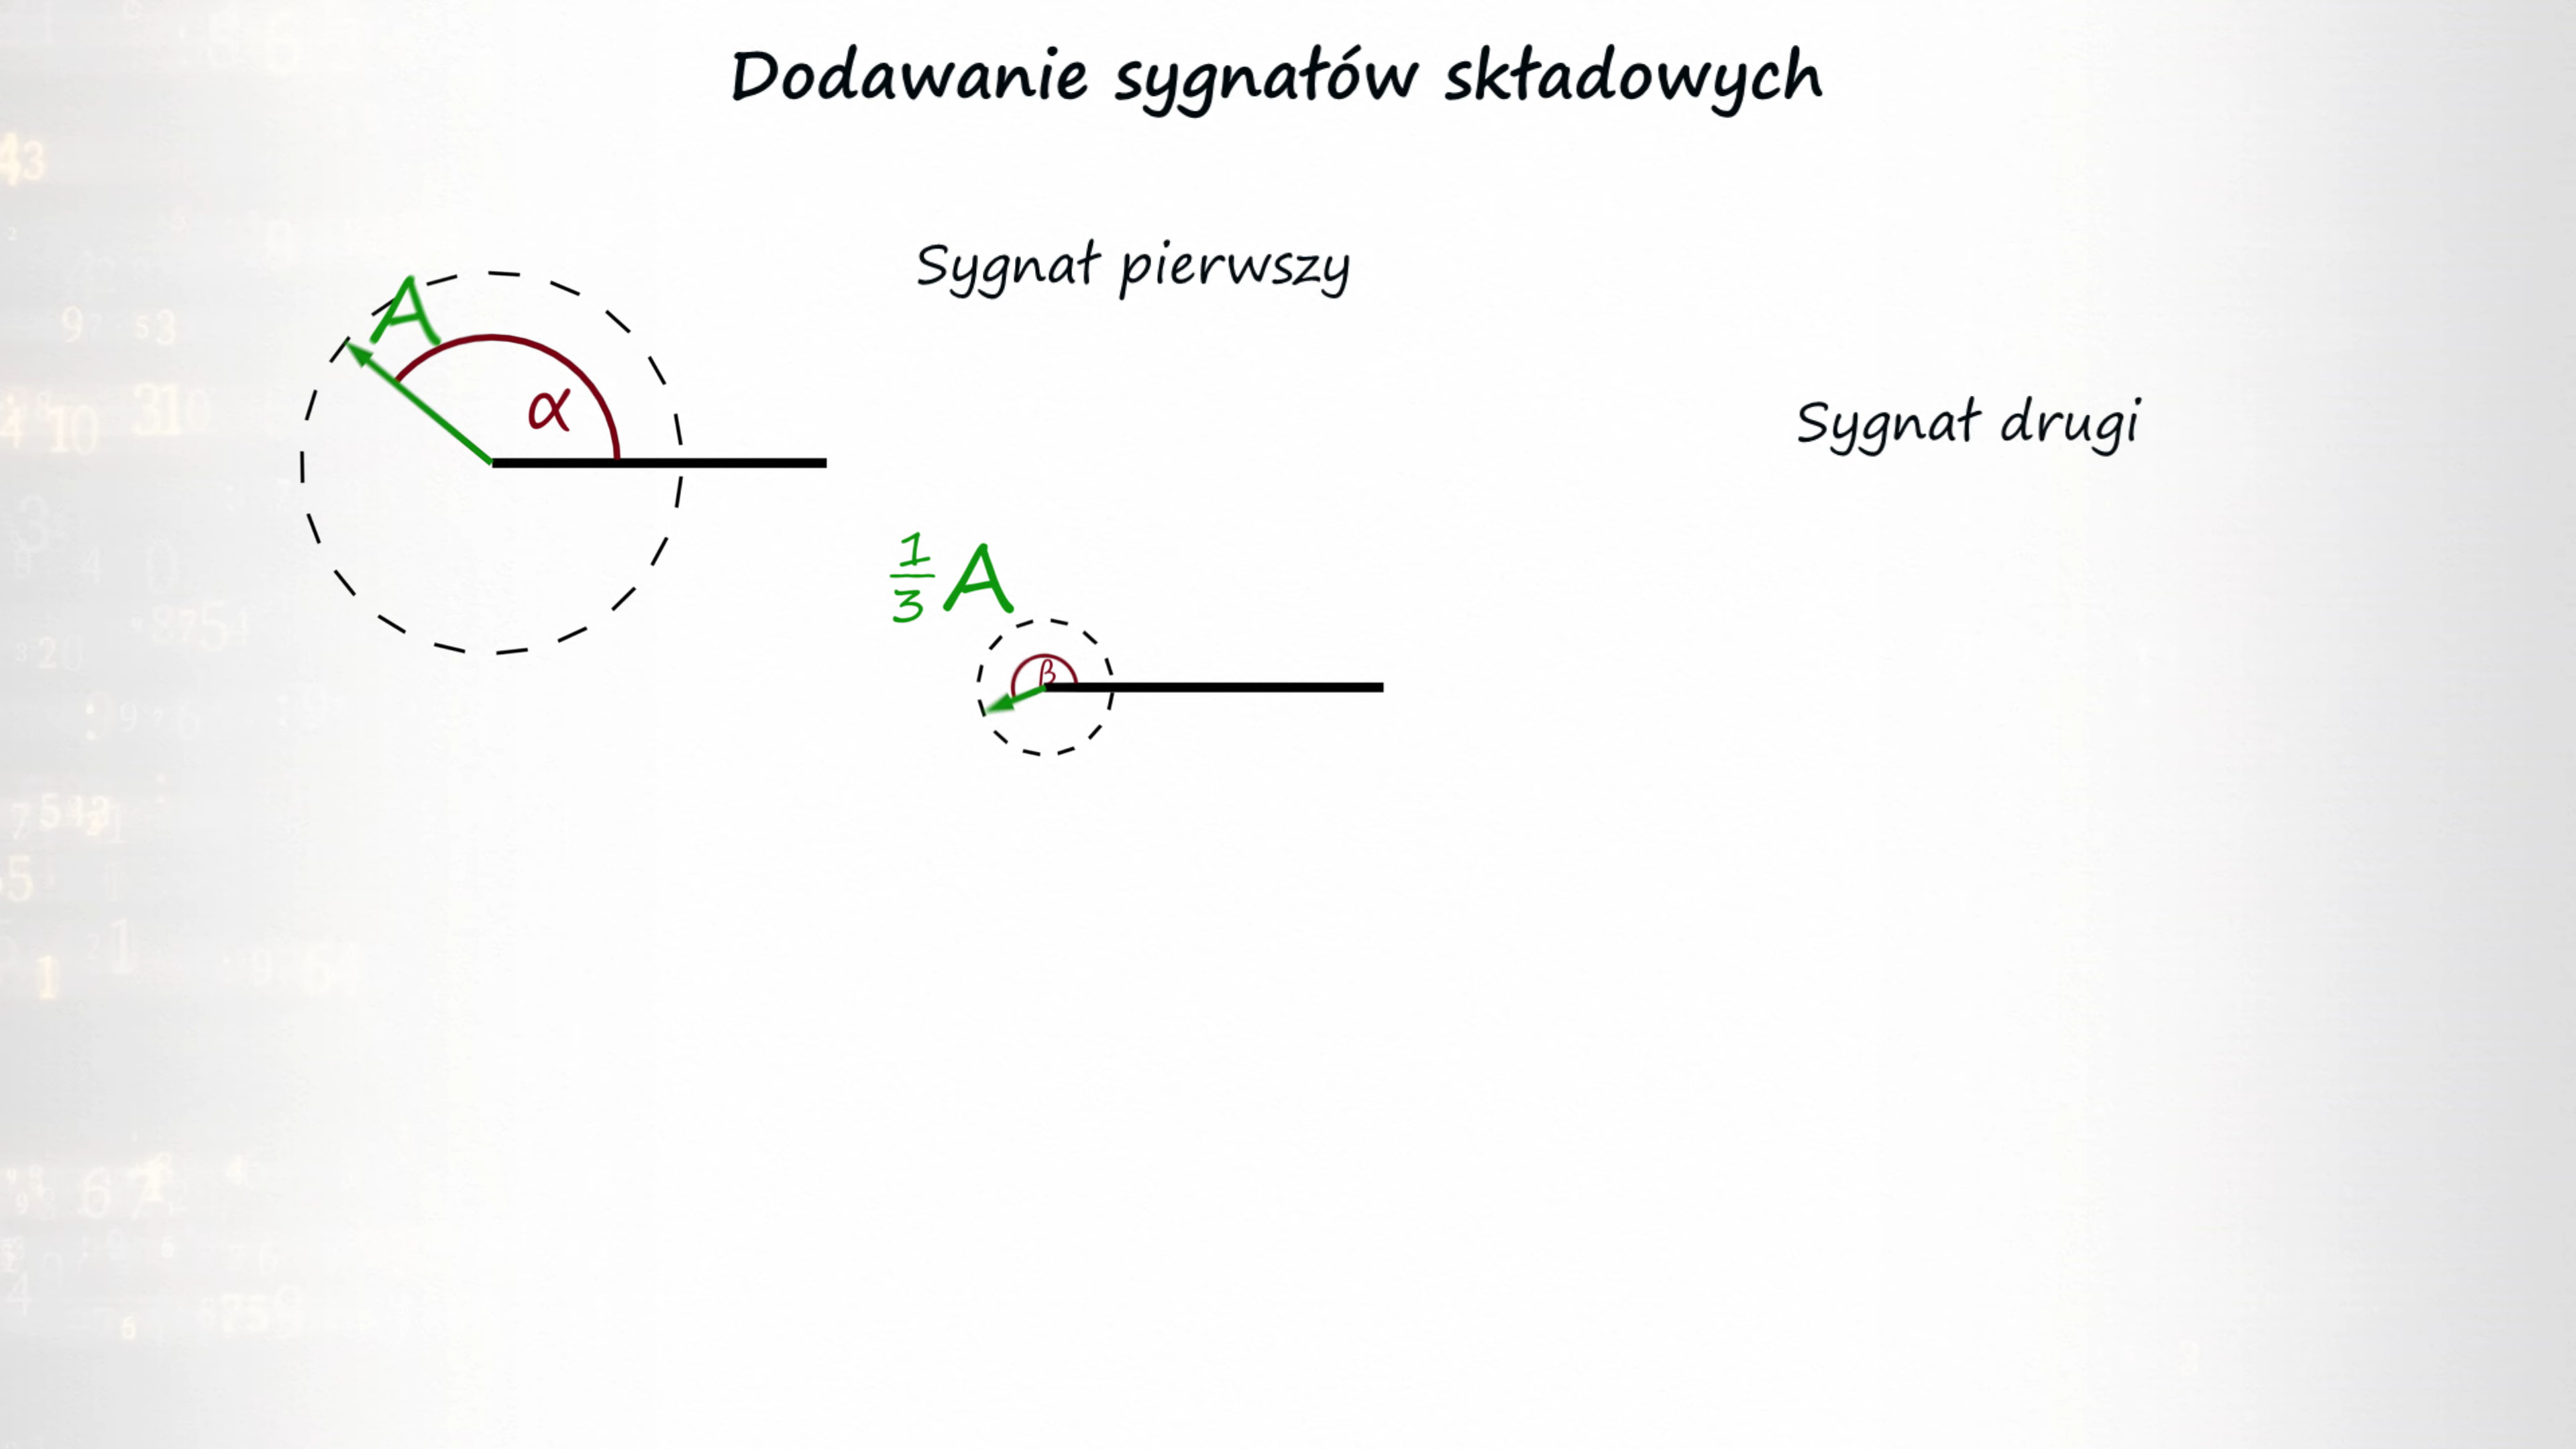 Dodawanie sygnałów składowych
Sygnał pierwszy
A
α
Sygnał drugi
1/3 A
β